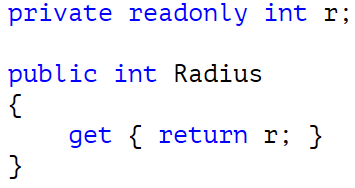 private readonly int r;
public int Radius
{
    get { return r; }
}